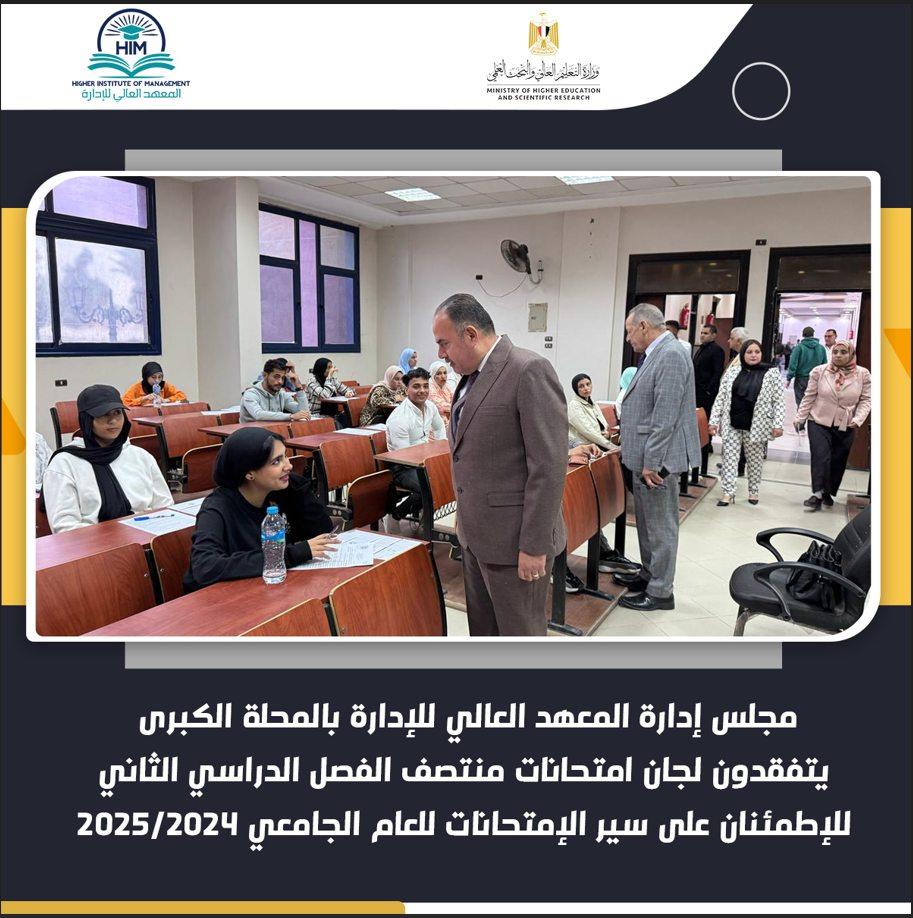 HIM
HIGHER INSTITUTE OF MANAGEMENT
المعهد العالي للإدارة
وزارة التعليم العالي والبحث العلمي
MINISTRY OF HIGHER EDUCATION
AND SCIENTIFIC RESEARCH
مجلس إدارة المعهد العالي للإدارة بالمحلة الكبرى
يتفقدون لجان امتحانات منتصف الفصل الدراسي الثاني
للإطمئنان على سير الإمتحانات للعام الجامعي 2025/2024